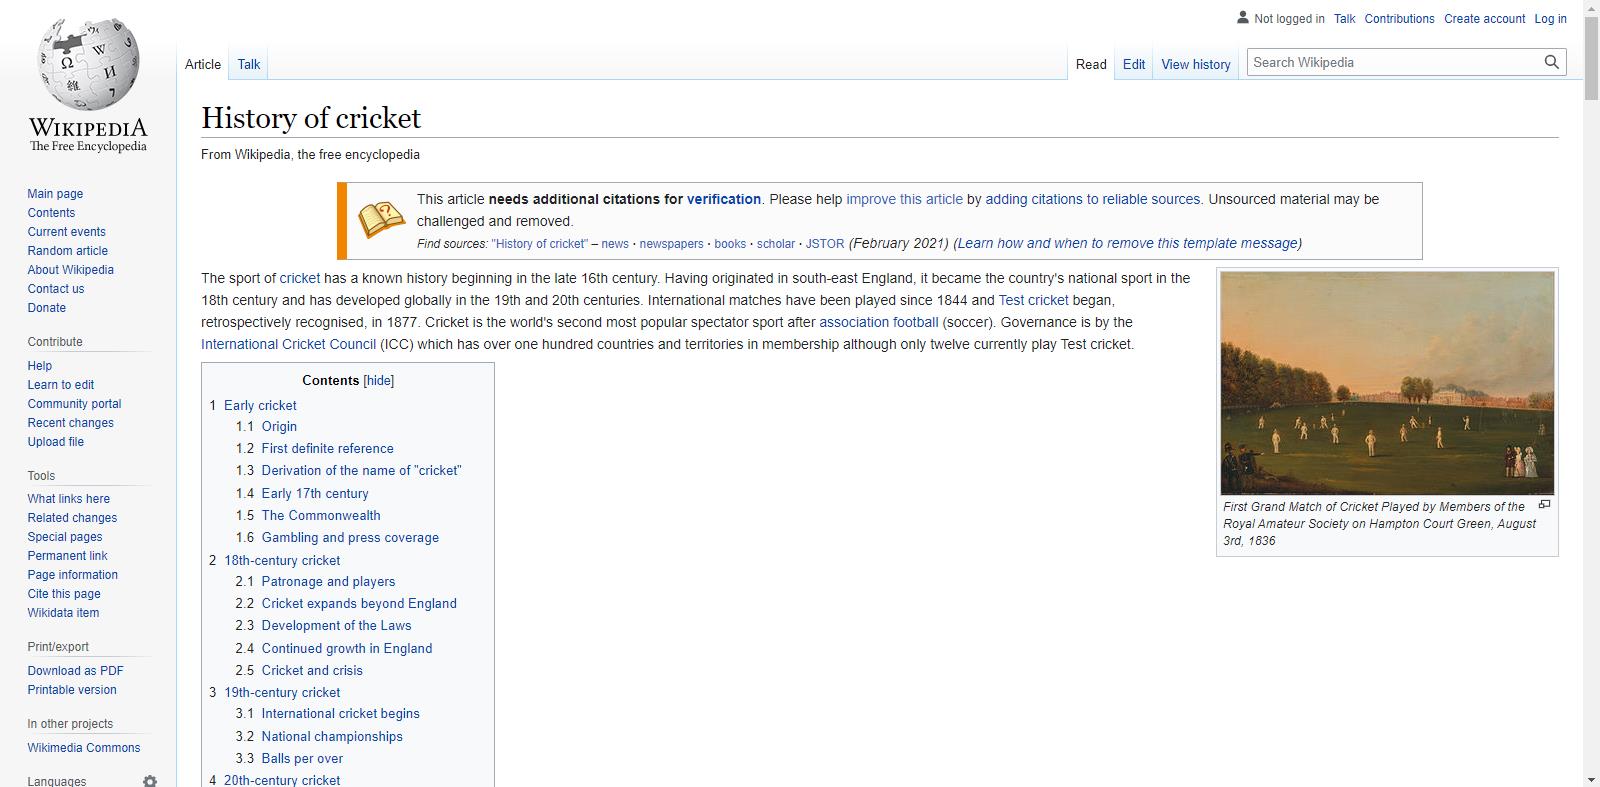 WIKIPEDIA
The Free Encyclopedia
Not logged in Talk Contributions Create account Log in
Article Talk
Read Edit View history Search Wikipedia
Main page
Contents
Current events
Random article
About Wikipedia
Contact us
Donate
Contribute
Help
Learn to edit
Community portal
Recent changes
Upload file
Tools
What links here
Related changes
Special pages
Permanent link
Page information
Cite this page
Wikidata item
Print/export
Download as PDF
Printable version
In other projects
Wikimedia Commons
Languages
History of cricket
From Wikipedia, the free encyclopedia
This article needs additional citations for verification. Please help improve this article by adding citations to reliable sources. Unsourced material may be
challenged and removed.
Find sources: "History of cricket" – news · newspapers · books · scholar · JSTOR (February 2021) (Learn how and when to remove this template message)
The sport of cricket has a known history beginning in the late 16th century. Having originated in south-east England, it became the country's national sport in the
18th century and has developed globally in the 19th and 20th centuries. International matches have been played since 1844 and Test cricket began,
retrospectively recognised, in 1877. Cricket is the world's second most popular spectator sport after association football (soccer). Governance is by the
International Cricket Council (ICC) which has over one hundred countries and territories in membership although only twelve currently play Test cricket.
First Grand Match of Cricket Played by Members of the
Royal Amateur Society on Hampton Court Green, August
3rd, 1836
Contents [hide]
1 Early cricket
1.1 Origin
1.2 First definite reference
1.3 Derivation of the name of "cricket"
1.4 Early 17th century
1.5 The Commonwealth
1.6 Gambling and press coverage
2 18th-century cricket
2.1 Patronage and players
2.2 Cricket expands beyond England
2.3 Development of the Laws
2.4 Continued growth in England
2.5 Cricket and crisis
3 19th-century cricket
3.1 International cricket begins
3.2 National championships
3.3 Balls per over
4 20th-century cricket